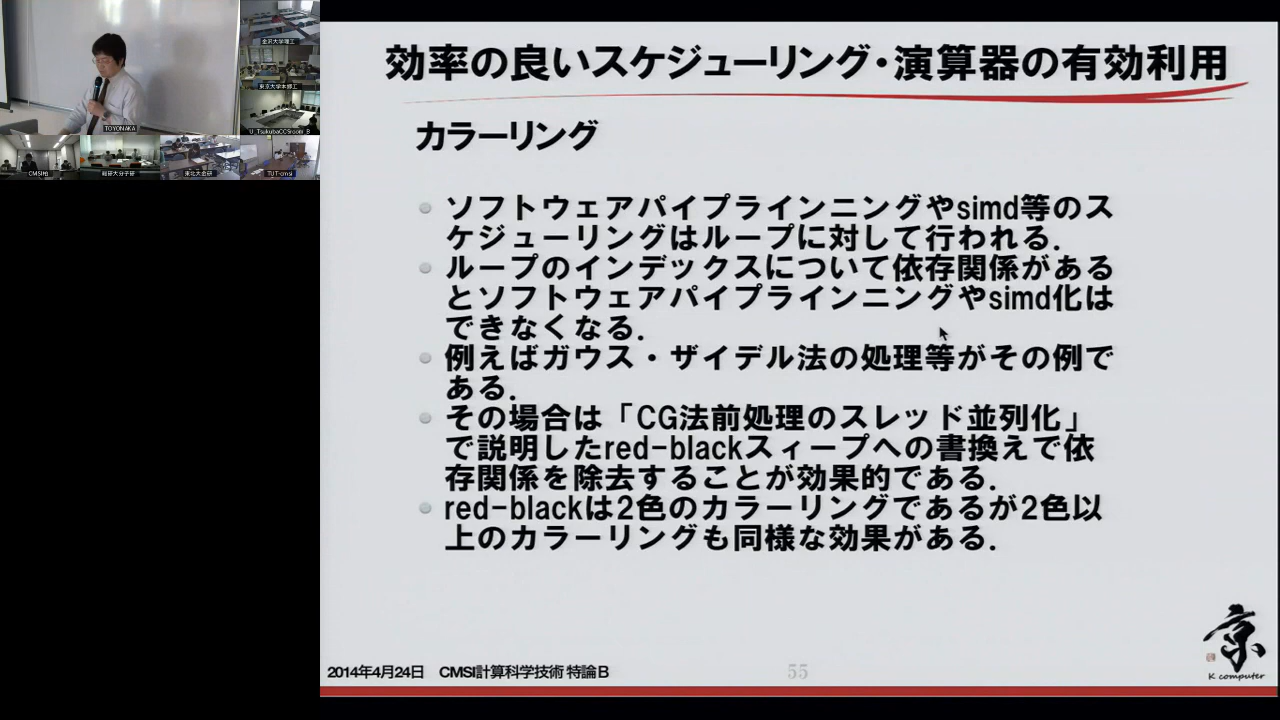 金沢大学理工
東京大学本郷工
TOYONAKA
U_TsukubaCCSroom_B
CMSI柏
総研大分子研
東北大金研
TUT-cmsi
効率の良いスケジューリング・演算器の有効利用
カラーリング
ソフトウェアパイプラインニングやsimd等のス
ケジューリングはループに対して行われる.
ループのインデックスについて依存関係がある
とソフトウェアパイプラインニングやsimd化は
できなくなる.
例えばガウス・ザイデル法の処理等がその例で
ある.
その場合は「CG法前処理のスレッド並列化」
で説明したred-blackスィープへの書換えで依
存関係を除去することが効果的である.
red-blackは2色のカラーリングであるが2色以
上のカラーリングも同様な効果がある.
京
K computer
2014年4月24日 CMSI計算科学技術 特論B
55